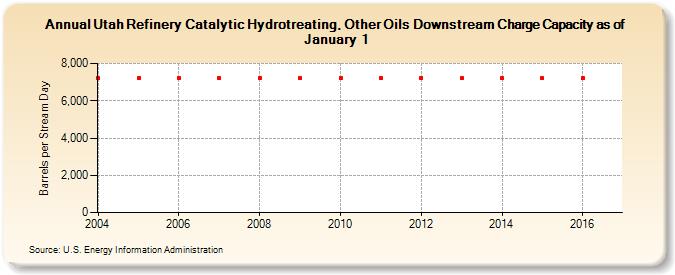 Annual Utah Refinery Catalytic Hydrotreating, Other Oils Downstream Charge Capacity as of
January 1
Barrels per Stream Day
8,000
6,000
4,000
2,000
0
2004 2006 2008 2010 2012 2014 2016
Source: U.S. Energy Information Administration